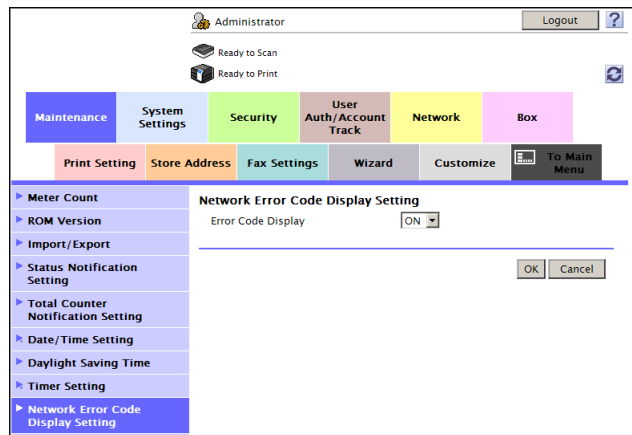 Administrator
Logout
?
Ready to Scan
Ready to Print
Maintenance
System
Settings
Security
User
Auth/Account
Track
Network
Box
Print Setting
Store Address
Fax Settings
Wizard
Customize
To Main
Menu
Meter Count
ROM Version
Import/Export
Status Notification
Setting
Total Counter
Notification Setting
Date/Time Setting
Daylight Saving Time
Timer Setting
Network Error Code
Display Setting
Network Error Code Display Setting
Error Code Display
ON
OK
Cancel